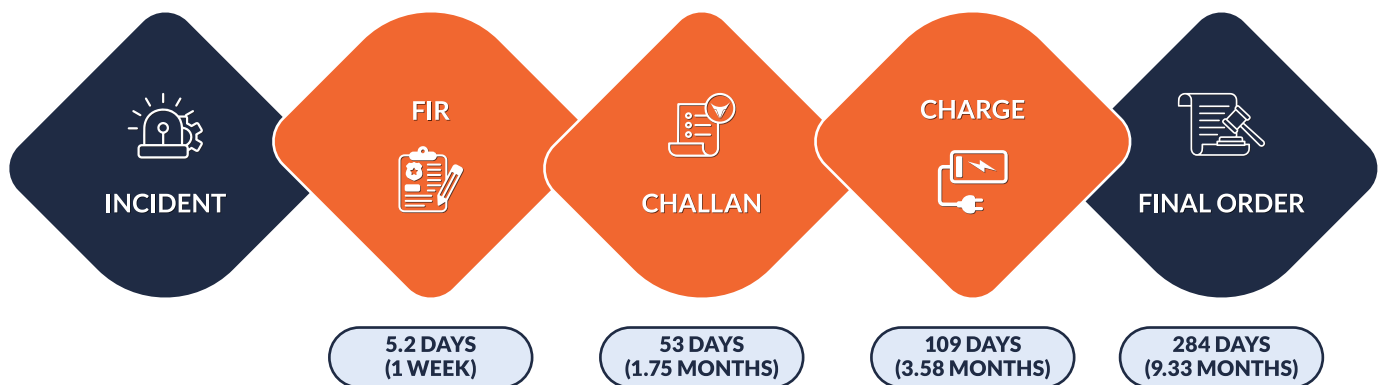 INCIDENT
FIR
CHALLAN
CHARGE
FINAL ORDER
5.2 DAYS
(1 WEEK)
53 DAYS
(1.75 MONTHS)
109 DAYS
(3.58 MONTHS)
284 DAYS
(9.33 MONTHS)